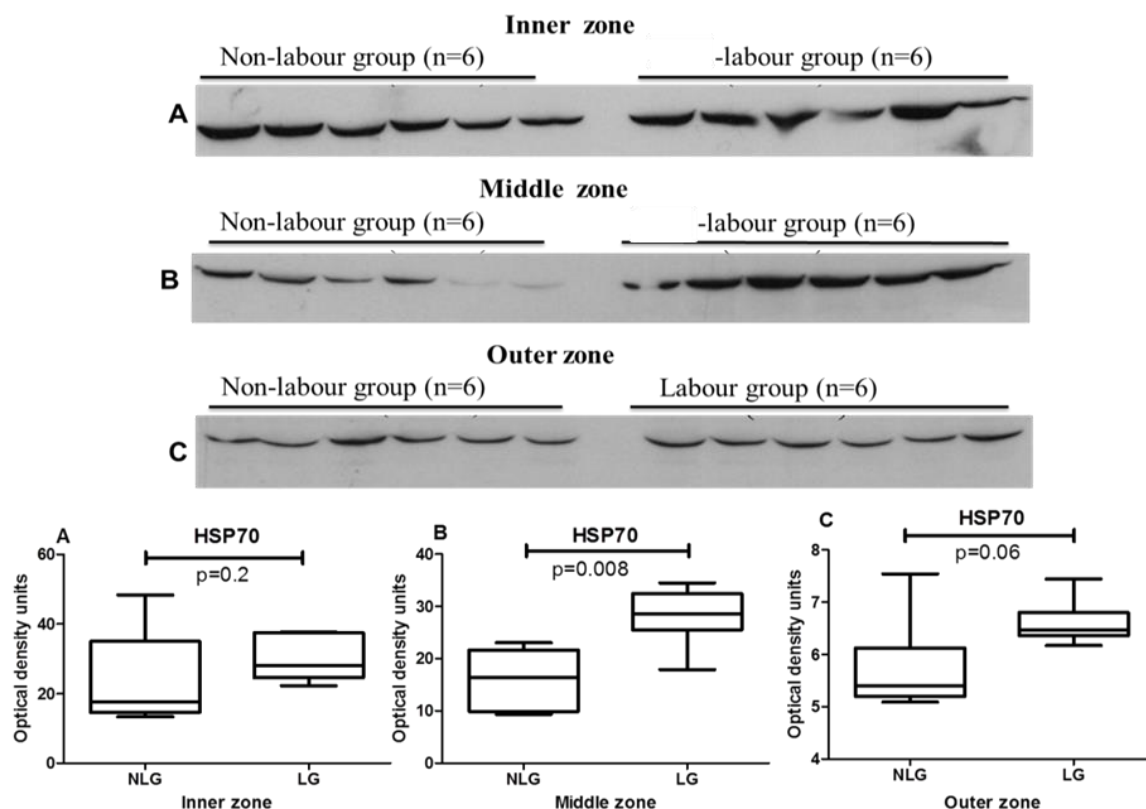 Inner zone
Non-labour group (n=6) -labour group (n=6)
A
Middle zone
Non-labour group (n=6) -labour group (n=6)
B
Outer zone
Non-labour group (n=6) Labour group (n=6)
C
A
HSP70
p=0.2
Optical density units
60
40
20
0
NLG LG
Inner zone
B
HSP70
p=0.008
Optical density units
40
30
20
10
0
NLG LG
Middle zone
C
HSP70
p=0.06
Optical density units
8
7
6
5
4
NLG LG
Outer zone